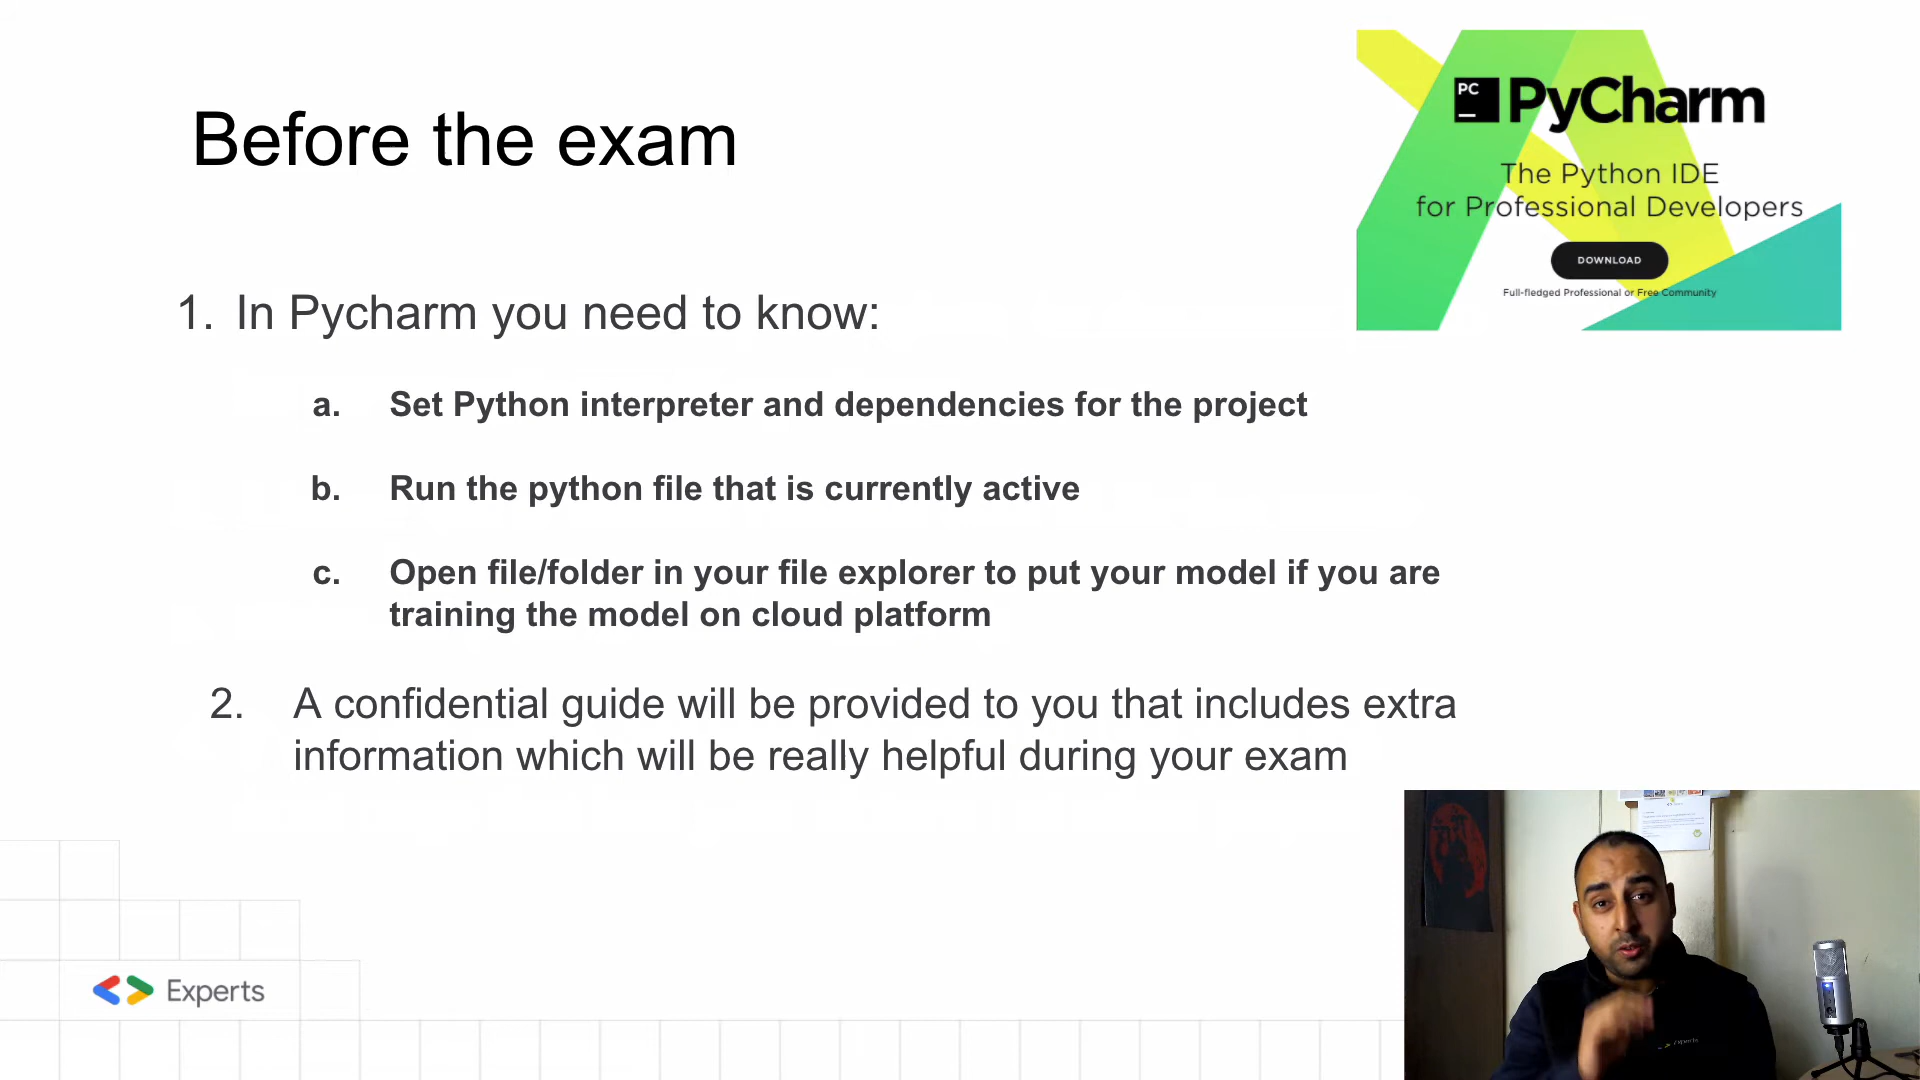 Before the exam
PC
PyCharm
The Python IDE
for Professional Developers
DOWNLOAD
Full-fledged Professional or Free Community
1. In Pycharm you need to know:
a. Set Python interpreter and dependencies for the project
b. Run the python file that is currently active
c. Open file/folder in your file explorer to put your model if you are
training the model on cloud platform
2. A confidential guide will be provided to you that includes extra
information which will be really helpful during your exam
Experts
Experts